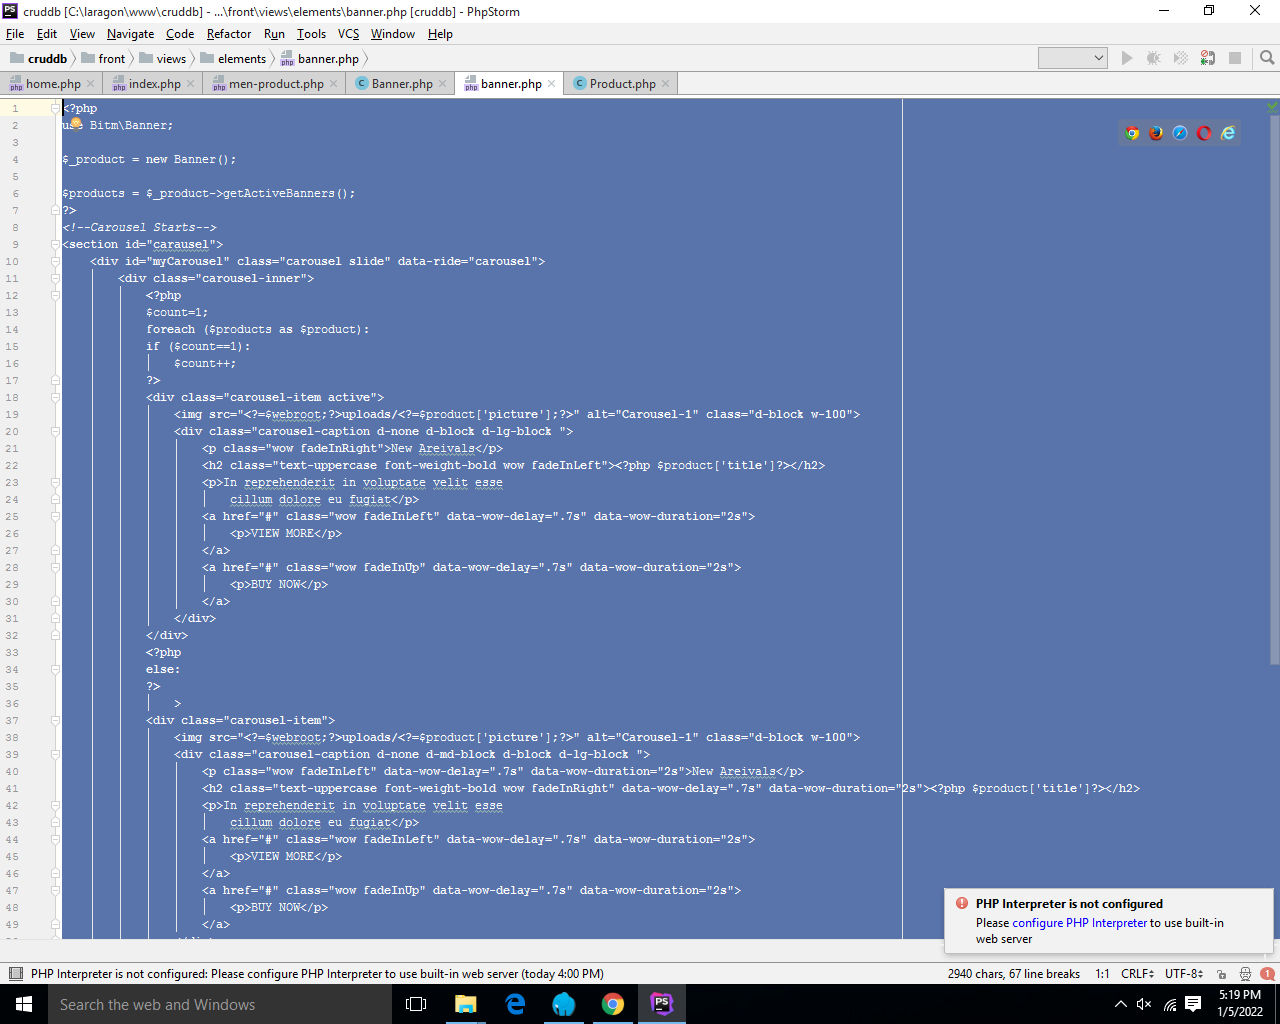 cruddb [C:\laragon\www\cruddb] - ...\front\views\elements\banner.php [cruddb] - PhpStorm
File Edit View Navigate Code Refactor Run Tools VCS Window Help
cruddb front views elements banner.php
home.php index.php men-product.php Banner.php banner.php Product.php
1 <?php
2 use Bitm\Banner;
3
4 $_product = new Banner();
5
6 $products = $_product->getActiveBanners();
7 ?>
8 <!--Carousel Starts-->
9 <section id="carausel">
10 <div id="myCarousel" class="carousel slide" data-ride="carousel">
11 <div class="carousel-inner">
12 <?php
13 $count=1;
14 foreach ($products as $product):
15 if ($count==1):
16 $count++;
17 ?>
18 <div class="carousel-item active">
19 <img src="<?=$webroot;?>uploads/<?=$product['picture'];?>" alt="Carousel-1" class="d-block w-100">
20 <div class="carousel-caption d-none d-block d-lg-block ">
21 <p class="wow fadeInRight">New Areivals</p>
22 <h2 class="text-uppercase font-weight-bold wow fadeInLeft"><?php $product['title']?></h2>
23 <p>In reprehenderit in voluptate velit esse
24 cillum dolore eu fugiat</p>
25 <a href="#" class="wow fadeInLeft" data-wow-delay=".7s" data-wow-duration="2s">
26 <p>VIEW MORE</p>
27 </a>
28 <a href="#" class="wow fadeInUp" data-wow-delay=".7s" data-wow-duration="2s">
29 <p>BUY NOW</p>
30 </a>
31 </div>
32 </div>
33 <?php
34 else:
35 ?>
36 >
37 <div class="carousel-item">
38 <img src="<?=$webroot;?>uploads/<?=$product['picture'];?>" alt="Carousel-1" class="d-block w-100">
39 <div class="carousel-caption d-none d-md-block d-block d-lg-block ">
40 <p class="wow fadeInLeft" data-wow-delay=".7s" data-wow-duration="2s">New Areivals</p>
41 <h2 class="text-uppercase font-weight-bold wow fadeInRight" data-wow-delay=".7s" data-wow-duration="2s"><?php $product['title']?></h2>
42 <p>In reprehenderit in voluptate velit esse
43 cillum dolore eu fugiat</p>
44 <a href="#" class="wow fadeInLeft" data-wow-delay=".7s" data-wow-duration="2s">
45 <p>VIEW MORE</p>
46 </a>
47 <a href="#" class="wow fadeInUp" data-wow-delay=".7s" data-wow-duration="2s">
48 <p>BUY NOW</p>
49 </a>
PHP Interpreter is not configured
Please configure PHP Interpreter to use built-in
web server
PHP Interpreter is not configured: Please configure PHP Interpreter to use built-in web server (today 4:00 PM) 2940 chars, 67 line breaks 1:1 CRLF UTF-8 1
Search the web and Windows
5:19 PM
1/5/2022